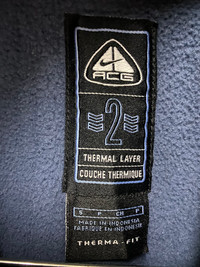 ACG
2
THERMAL LAYER
COUCHE THERMIQUE
S P CH P
MADE IN INDONESIA
FABRIQUÉ EN INDONÉSIE
THERMA-FIT